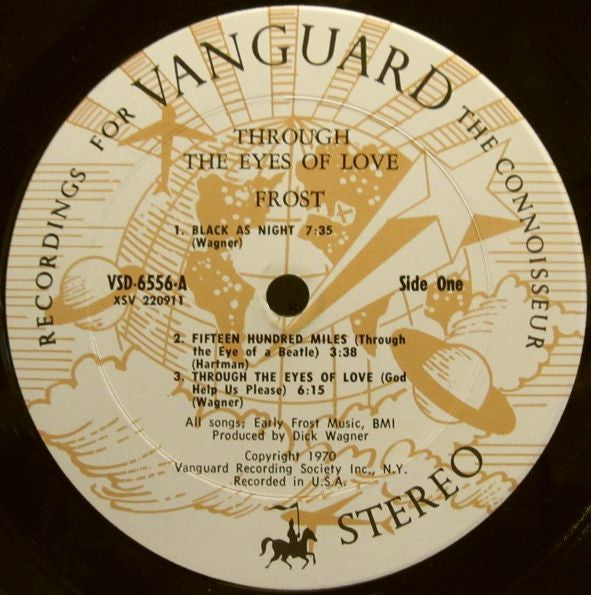 RECORDINGS FOR VANGUARD THE CONNOISSEUR
THROUGH
THE EYES OF LOVE
FROST
1. BLACK AS NIGHT 7:35
(Wagner)
VSD-6556-A
XSV 220911
Side One
2. FIFTEEN HUNDRED MILES (Through
the Eye of a Beatle) 3:38
(Hartman)
3. THROUGH THE EYES OF LOVE (God
Help Us Please) 6:15
(Wagner)
All songs; Early Frost Music, BMI
Produced by Dick Wagner
Copyright 1970
Vanguard Recording Society Inc., N.Y.
Recorded in U.S.A.
STEREO